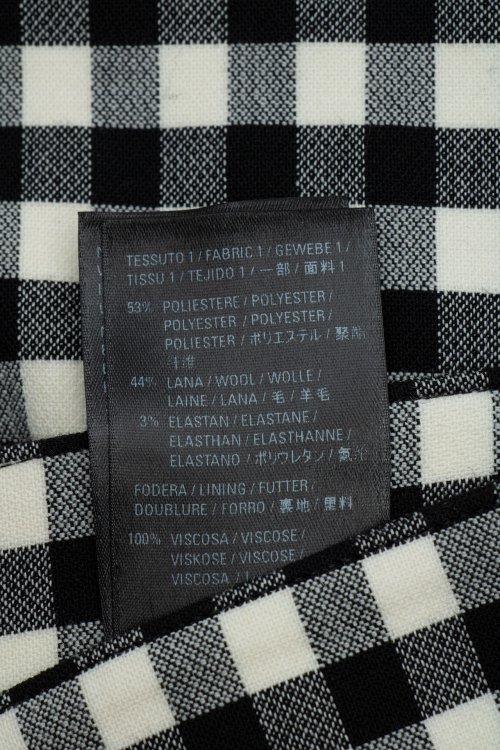 TESSUTO 1 / FABRIC 1 / GEWEBE 1 /
TISSU 1 / TEJIDO 1 / 一部 / 面料 1
53% POLIESTERE / POLYESTER /
POLYESTER / POLYESTER /
POLIESTER / ポリエステル / 聚酯
纤维
44% LANA / WOOL / WOLLE /
LAINE / LANA / 毛 / 羊毛
3% ELASTAN / ELASTANE /
ELASTHAN / ELASTHANNE /
ELASTANO / ポリウレタン / 氨纶
FODERA / LINING / FUTTER /
DOUBLURE / FORRO / 裏地 / 里料
100% VISCOSA / VISCOSE /
VISKOSE / VISCOSE /
VISCOSA /